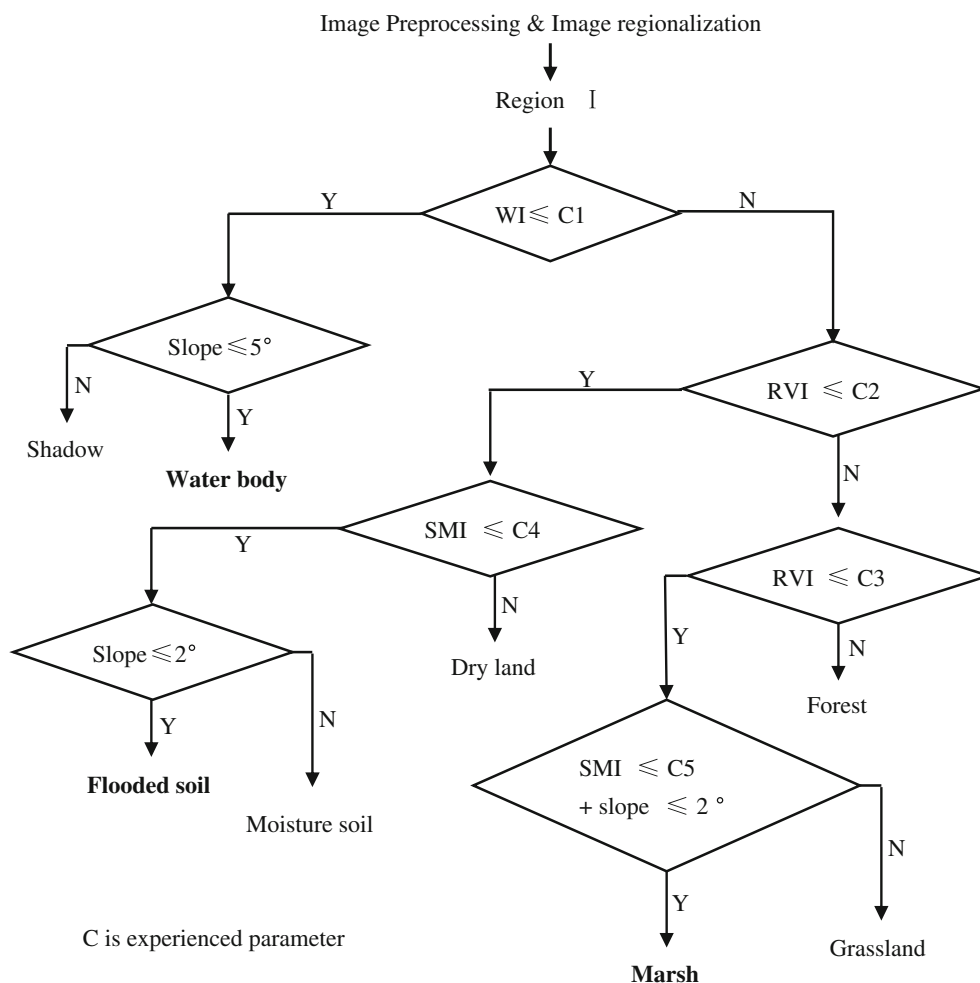 Image Preprocessing & Image regionalization
Region I
WI ≤ C1
Y
N
Slope ≤5°
N
Y
Shadow
Water body
RVI ≤ C2
Y
N
SMI ≤ C4
Y
N
Dry land
RVI ≤ C3
Y
N
Forest
Slope ≤2°
Y
N
Flooded soil
Moisture soil
SMI ≤ C5
+ slope ≤ 2 °
Y
N
Marsh
Grassland
C is experienced parameter